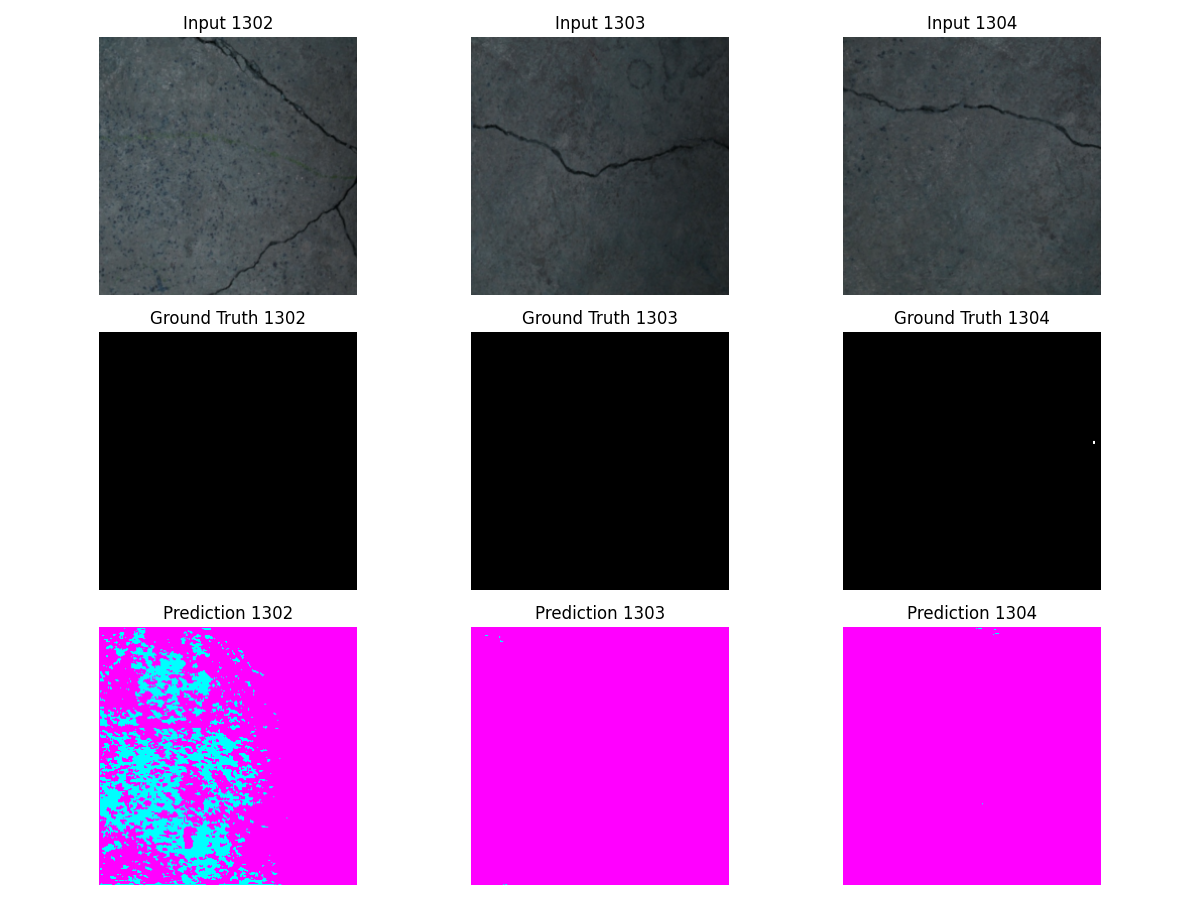 Input 1302
Input 1303
Input 1304
Ground Truth 1302
Ground Truth 1303
Ground Truth 1304
Prediction 1302
Prediction 1303
Prediction 1304